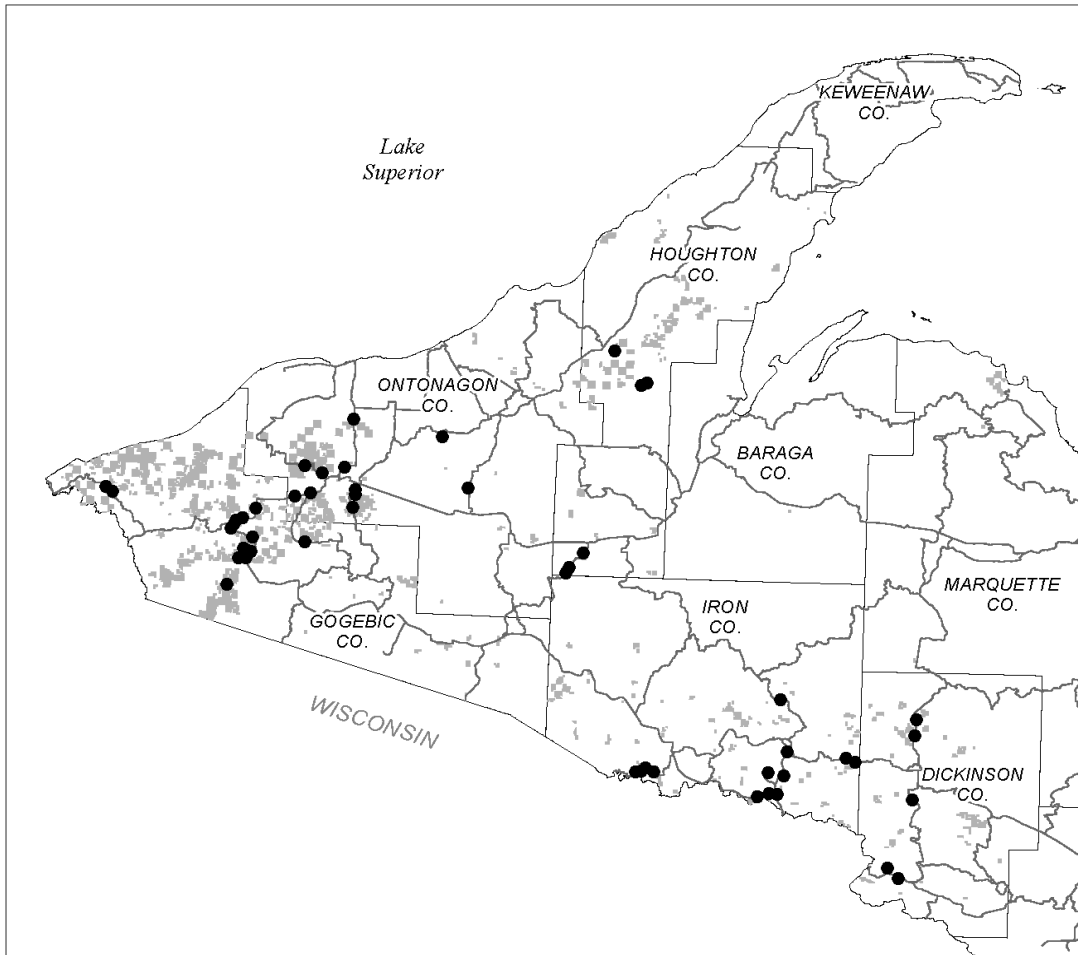 KEWEENAW
CO.
Lake
Superior
HOUGHTON
CO.
ONTONAGON
CO.
BARAGA
CO.
MARQUETTE
CO.
IRON
CO.
GOGEBIC
CO.
WISCONSIN
DICKINSON
CO.